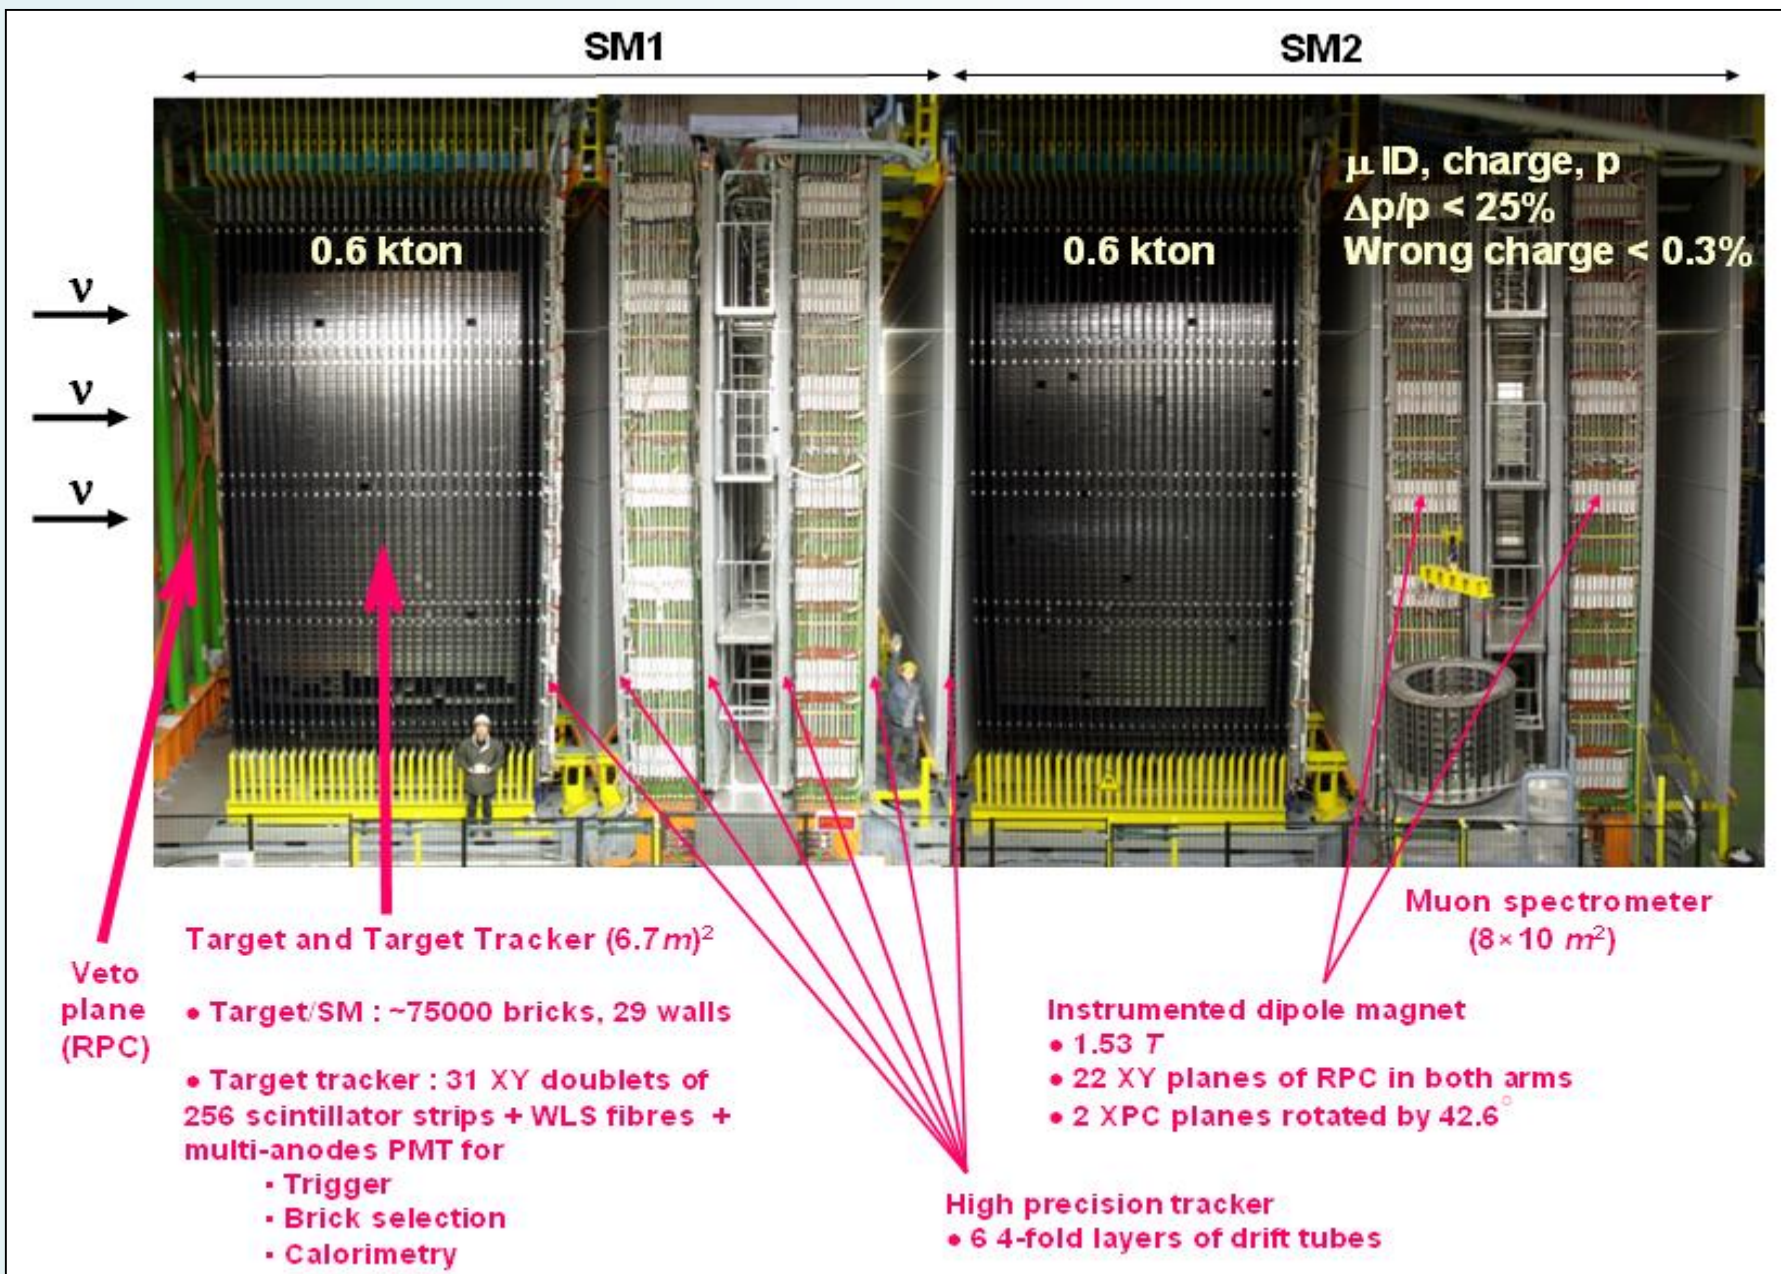 SM1
SM2
μ ID, charge, p
Δp/p < 25%
Wrong charge < 0.3%
0.6 kton
0.6 kton
ν
ν
ν
Veto
plane
(RPC)
Target and Target Tracker (6.7m)²
• Target/SM : ~75000 bricks, 29 walls
• Target tracker : 31 XY doublets of
256 scintillator strips + WLS fibres +
multi-anodes PMT for
▪ Trigger
▪ Brick selection
▪ Calorimetry
Muon spectrometer
(8×10 m²)
Instrumented dipole magnet
• 1.53 T
• 22 XY planes of RPC in both arms
• 2 XPC planes rotated by 42.6°
High precision tracker
• 6 4-fold layers of drift tubes